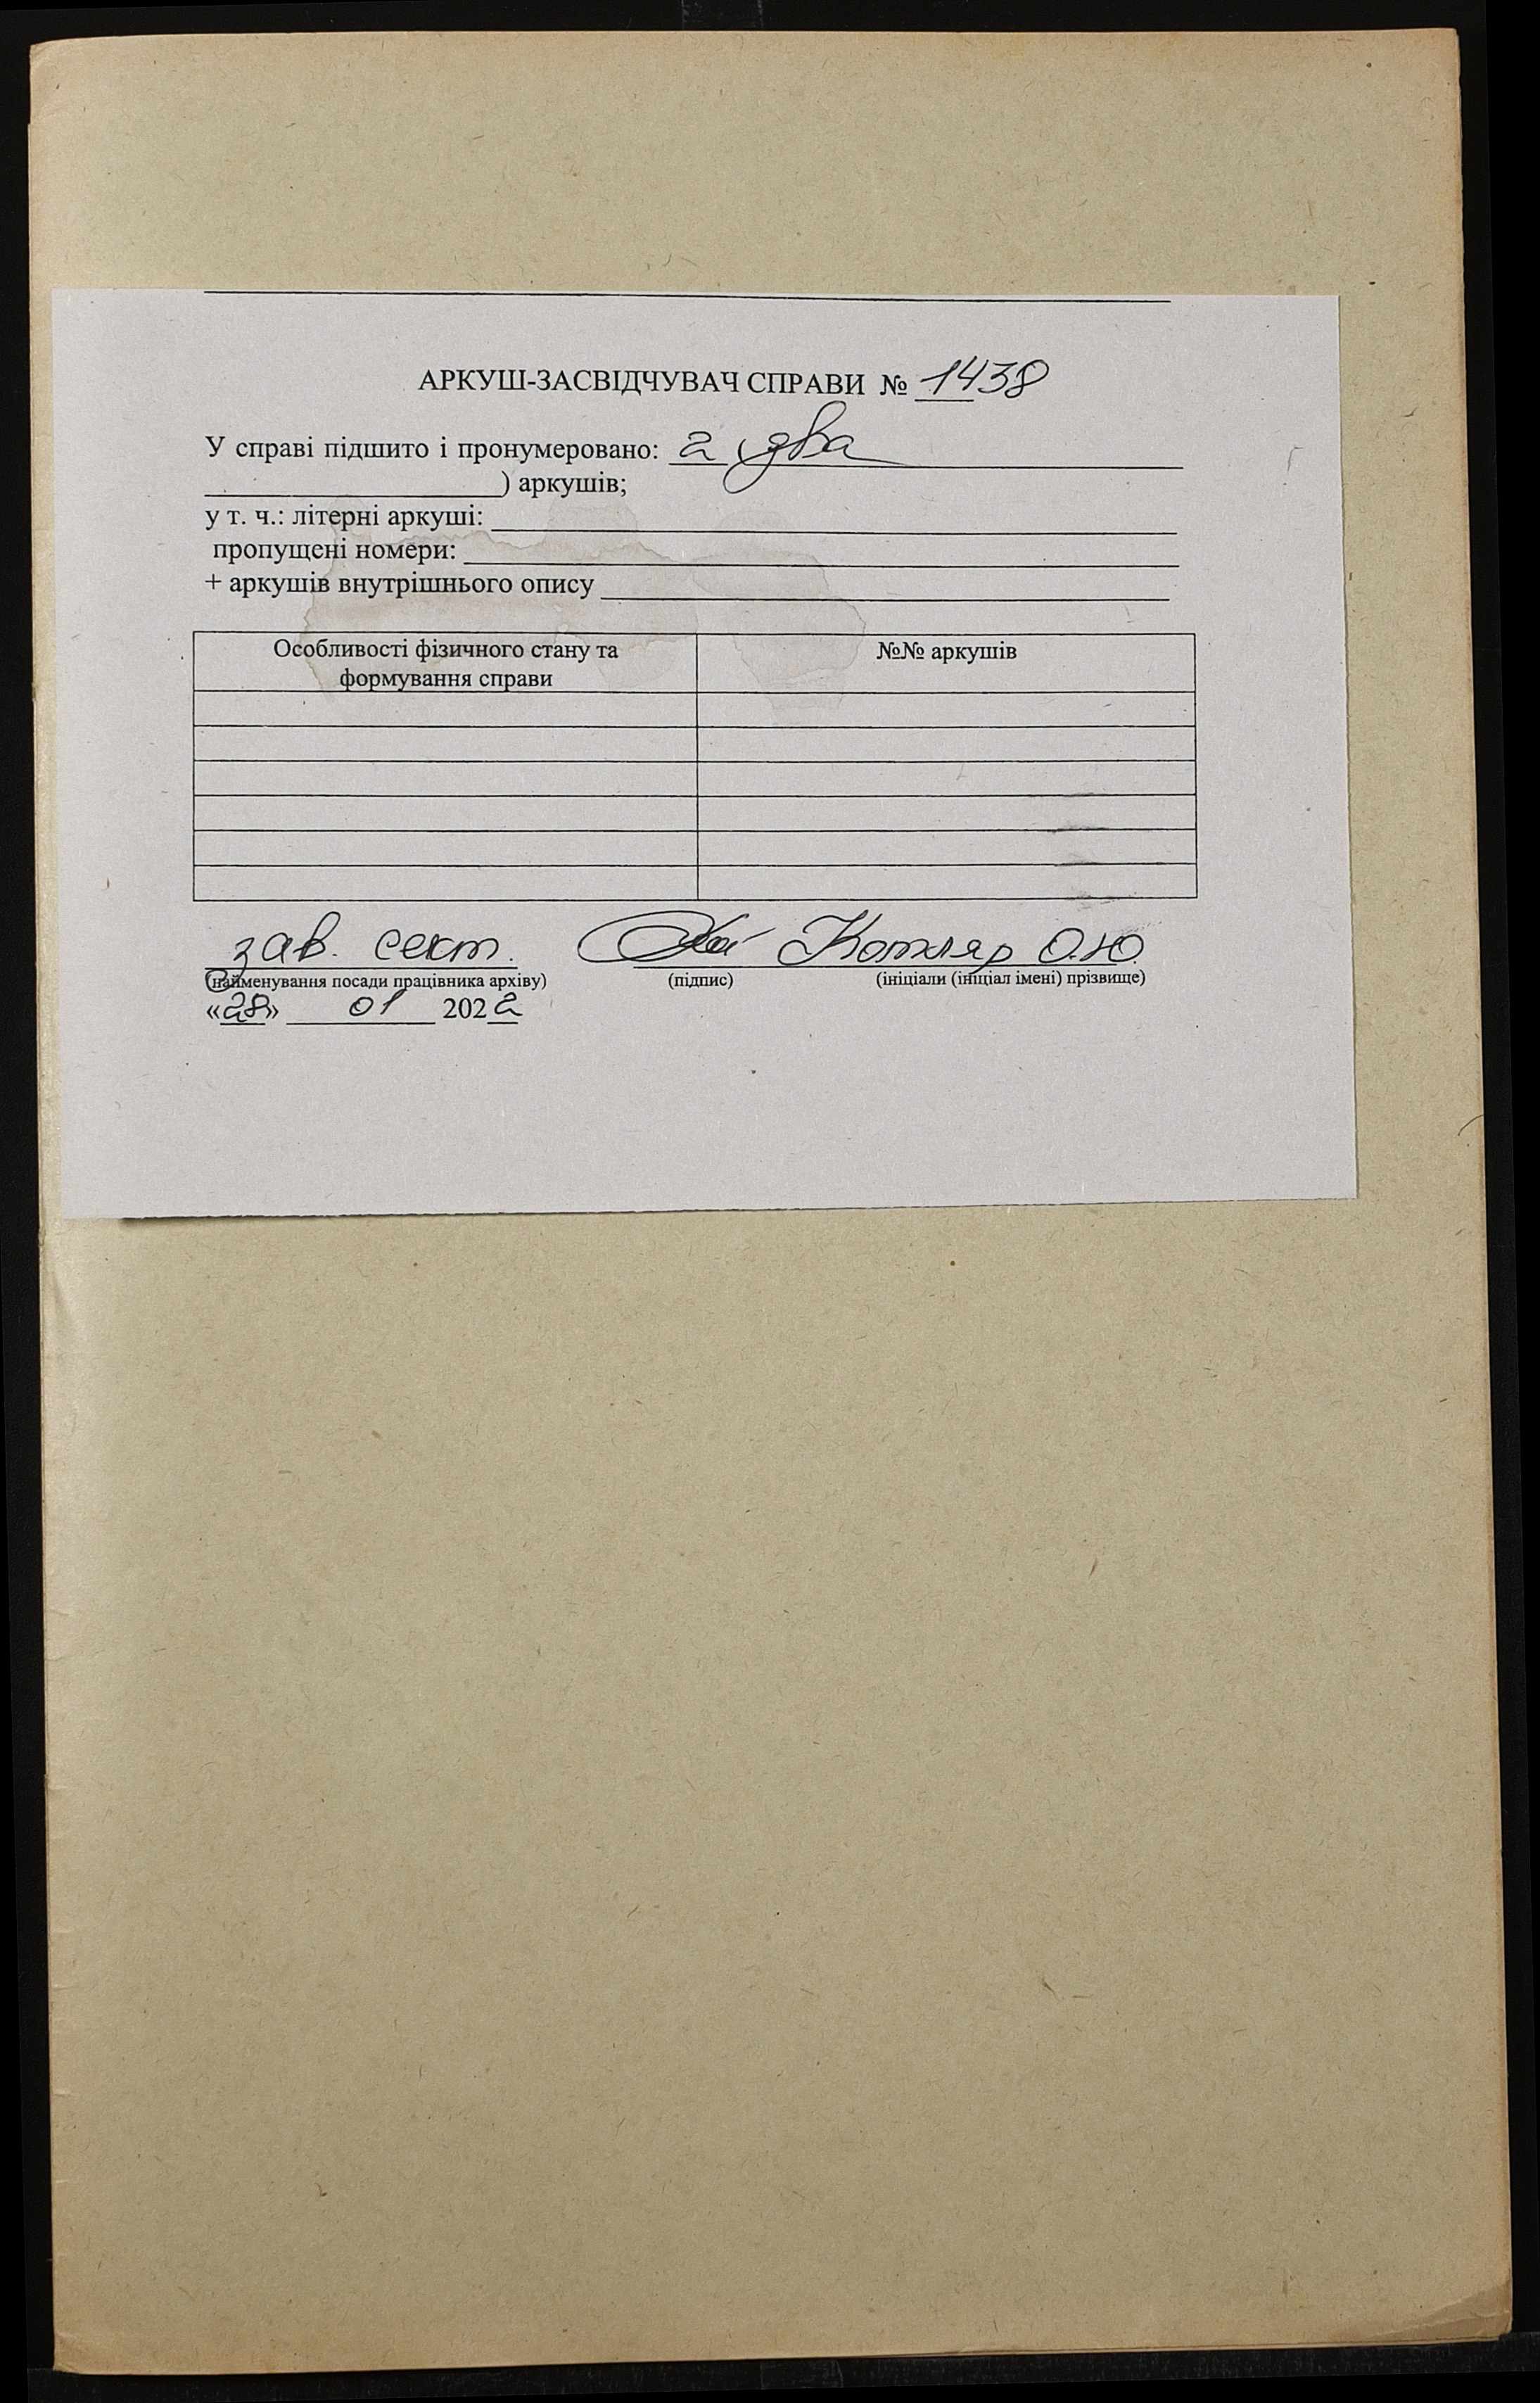 АРКУШ-ЗАСВІДЧУВАЧ СПРАВИ № 1438
У справі підшито і пронумеровано: 2 (два
) аркушів;
у т. ч.: літерні аркуші:
пропущені номери:
+ аркушів внутрішнього опису
Особливості фізичного стану та
формування справи
№№ аркушів
зав. сект. Котляр О.Ю.
(найменування посади працівника архіву) (підпис) (ініціали (ініціал імені) прізвище)
«28» 01 2022